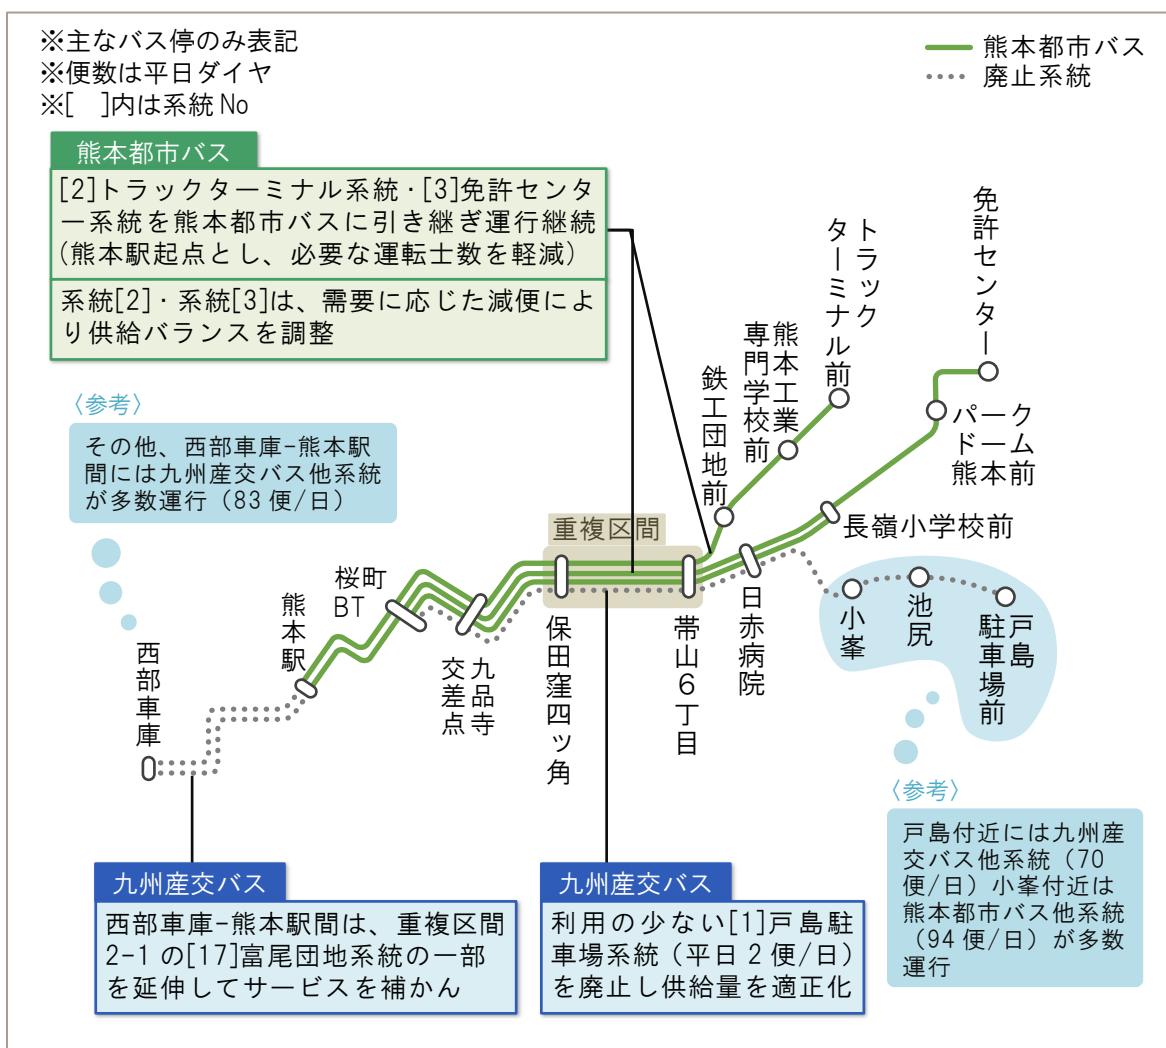 ※主なバス停のみ表記
※便数は平日ダイヤ
※[　]内は系統 No
熊本都市バス
廃止系統
熊本都市バス
[2]トラックターミナル系統・[3]免許センタ
ー系統を熊本都市バスに引き継ぎ運行継続
(熊本駅起点とし、必要な運転士数を軽減)
系統[2]・系統[3]は、需要に応じた減便によ
り供給バランスを調整
〈参考〉
その他、西部車庫-熊本駅
間には九州産交バス他系統
が多数運行（83 便/日）
免許センター
トラック
ターミナル前
熊本工業
専門学校前
鉄工団地前
パーク
ドーム
熊本前
長嶺小学校前
重複区間
桜町
BT
熊本駅
西部車庫
九品寺
交差点
保田窪四ッ角
帯山６丁目
日赤病院
小峯
池尻
戸島
駐車場前
〈参考〉
戸島付近には九州産
交バス他系統（70
便/日）小峯付近は
熊本都市バス他系統
（94 便/日）が多数
運行
九州産交バス
西部車庫-熊本駅間は、重複区間
2-1 の[17]富尾団地系統の一部
を延伸してサービスを補かん
九州産交バス
利用の少ない[1]戸島駐
車場系統（平日 2 便/日）
を廃止し供給量を適正化